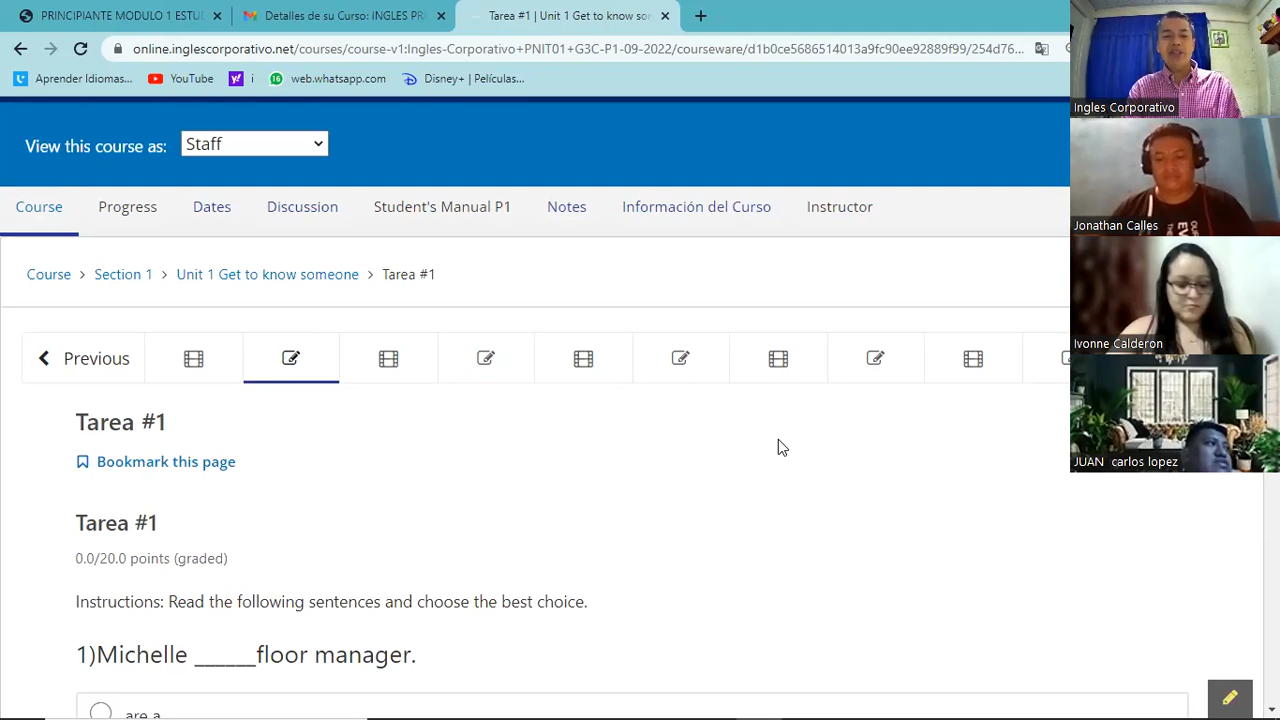 PRINCIPIANTE MODULO 1 ESTUI
Detalles de su Curso: INGLES PRI
Tarea #1 | Unit 1 Get to know son
online.inglescorporativo.net/courses/course-v1:Ingles-Corporativo+PNIT01+G3C-P1-09-2022/courseware/d1b0ce5686514013a9fc90ee92889f99/254d76...
Aprender Idiomas...
YouTube
i
web.whatsapp.com
Disney+ | Películas,...
Ingles Corporativo
View this course as:
Staff
Course
Progress
Dates
Discussion
Student's Manual P1
Notes
Información del Curso
Instructor
Jonathan Calles
Course > Section 1 > Unit 1 Get to know someone > Tarea #1
Ivonne Calderon
Previous
Tarea #1
Bookmark this page
JUAN carlos lopez
Tarea #1
0.0/20.0 points (graded)
Instructions: Read the following sentences and choose the best choice.
1)Michelle ______floor manager.
are a